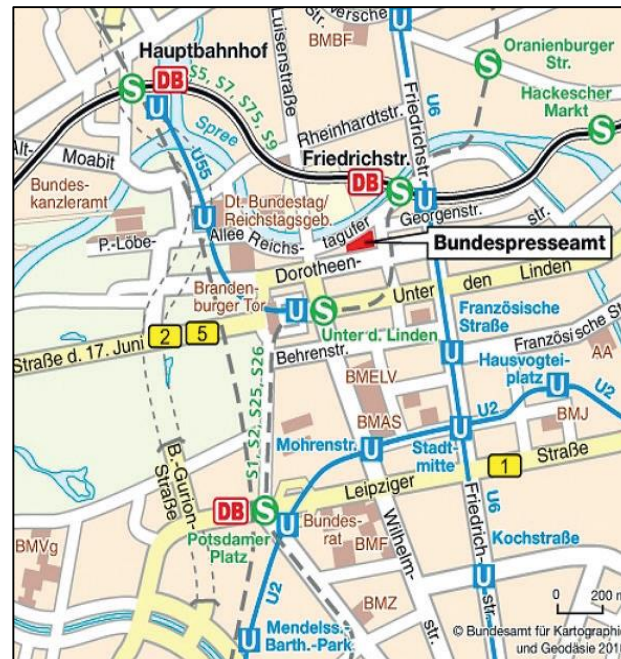 Hauptbahnhof
DB
S
U
S5, S7, S75, S9
Str.
Luisenstraße
BMBF
U
Friedrichstr.
U6
S
Oranienburger
Str.
Hackescher
Markt
S
Rheinhardtstr.
Alt-
Moabit
Spree
U55
Friedrichstr.
DB
S
U
Bundes-
kanzleramt
U
Dt. Bundestag/
Reichstagsgeb.
Georgenstr.
str.
P.-Löbe-
Allee
Reichs-
tagufer
Bundespresseamt
Dorotheen-
Branden-
burger Tor
U
S
Unter d. Linden
Unter
den
Linden
2
5
Straße d. 17. Juni
Behrenstr.
Französische
Straße
Französische St
U
S1, S2, S25, S26
BMELV
Hausvogtei-
platz
AA
U
U2
U2
BMAS
BMJ
Mohrenstr.
U
U
Stadt-
mitte
1
Straße
Leipziger
B.-Gurion-
Straße
DB
S
Potsdamer
Platz
U
Bundes-
rat
BMF
Wilhelm-
str.
U6
Friedrich-
str.
Kochstraße
U
BMVg
U2
BMZ
U
Mendelss.-
Barth.-Park
0
200 m
© Bundesamt für Kartographie
und Geodäsie 2010